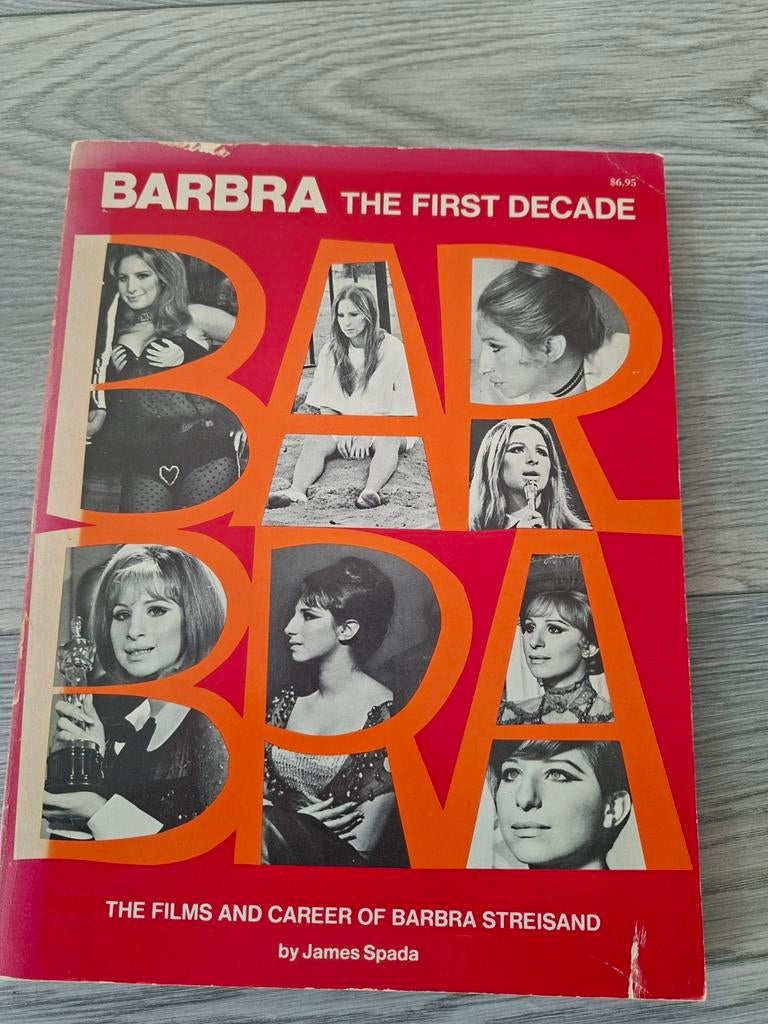 $6.95
BARBRA THE FIRST DECADE
BAR
BRA
THE FILMS AND CAREER OF BARBRA STREISAND
by James Spada